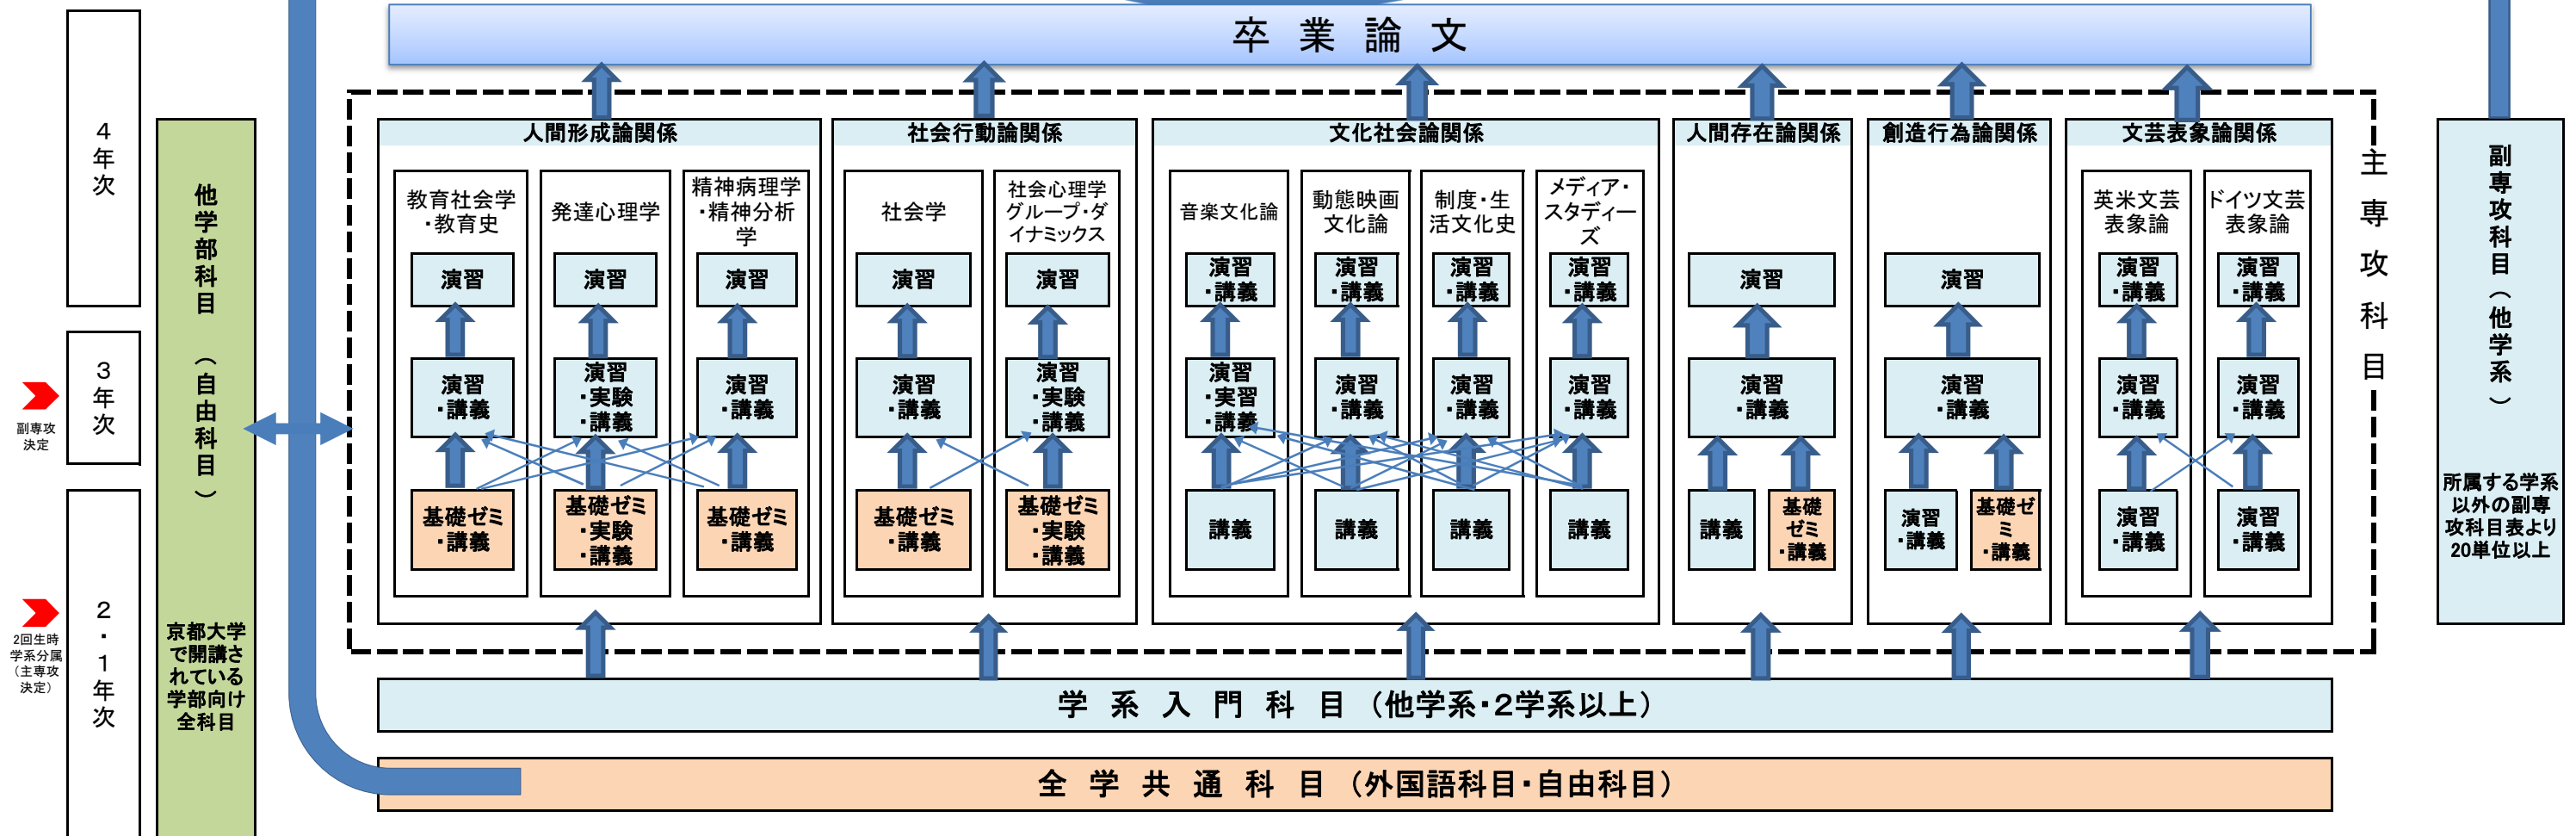 卒業論文
4年次
3年次
2・1年次
副専攻
決定
2回生時
学系分属
(主専攻
決定)
他学部科目(自由科目)
京都大学
で開講さ
れている
学部向け
全科目
主専攻科目
人間形成論関係
教育社会学
・教育史
演習
演習
・講義
基礎ゼミ
・講義
発達心理学
演習
演習
・実験
・講義
基礎ゼミ
・実験
・講義
精神病理学
・精神分析
学
演習
演習
・講義
基礎ゼミ
・講義
社会行動論関係
社会学
演習
演習
・講義
基礎ゼミ
・講義
社会心理学
グループ・ダ
イナミックス
演習
演習
・実験
・講義
基礎ゼミ
・実験
・講義
文化社会論関係
音楽文化論
演習
・講義
演習
・実習
講義
講義
動態映画
文化論
演習
・講義
演習
・講義
講義
制度・生
活文化史
演習
・講義
演習
・講義
講義
メディア・
スタディー
ズ
演習
・講義
演習
・講義
講義
人間存在論関係
演習
演習
・講義
講義
基礎
ゼミ
・講義
創造行為論関係
演習
演習
・講義
演習
・講義
基礎ゼ
ミ
・講義
文芸表象論関係
英米文芸
表象論
演習
・講義
演習
・講義
演習
・講義
ドイツ文芸
表象論
演習
・講義
演習
・講義
演習
・講義
副専攻科目(他学系)
所属する学系
以外の副専
攻科目表より
20単位以上
学系入門科目(他学系・2学系以上)
全学共通科目(外国語科目・自由科目)